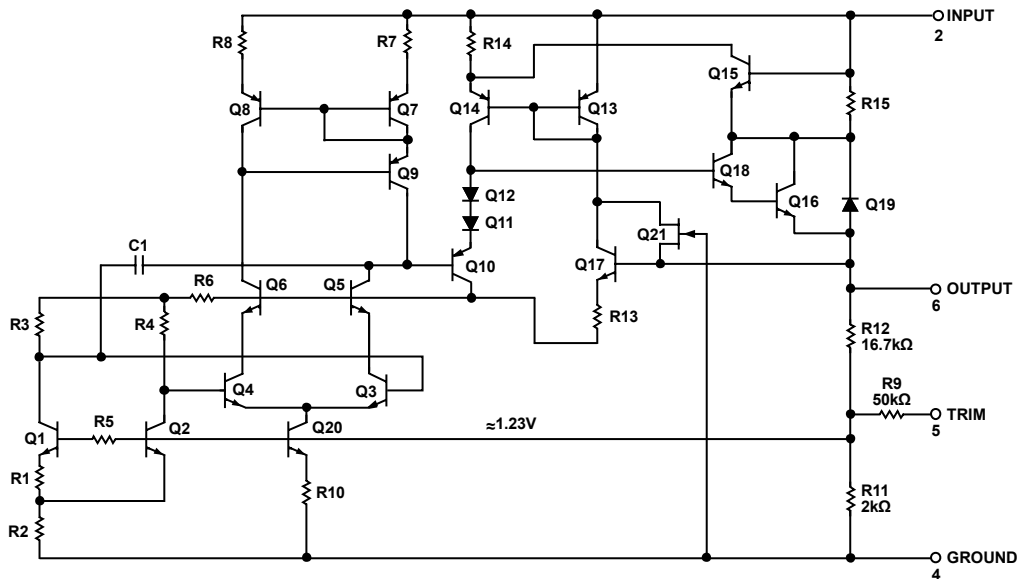 INPUT
2
R8
R7
R14
Q15
Q8
Q7
Q14
Q13
R15
Q9
Q18
Q12
Q16
Q19
Q11
Q21
C1
Q10
Q17
R6
Q6
Q5
OUTPUT
6
R3
R4
R13
R12
16.7kΩ
Q4
Q3
R9
50kΩ
TRIM
5
R5
Q1
Q2
Q20
≈1.23V
R1
R10
R11
2kΩ
R2
GROUND
4